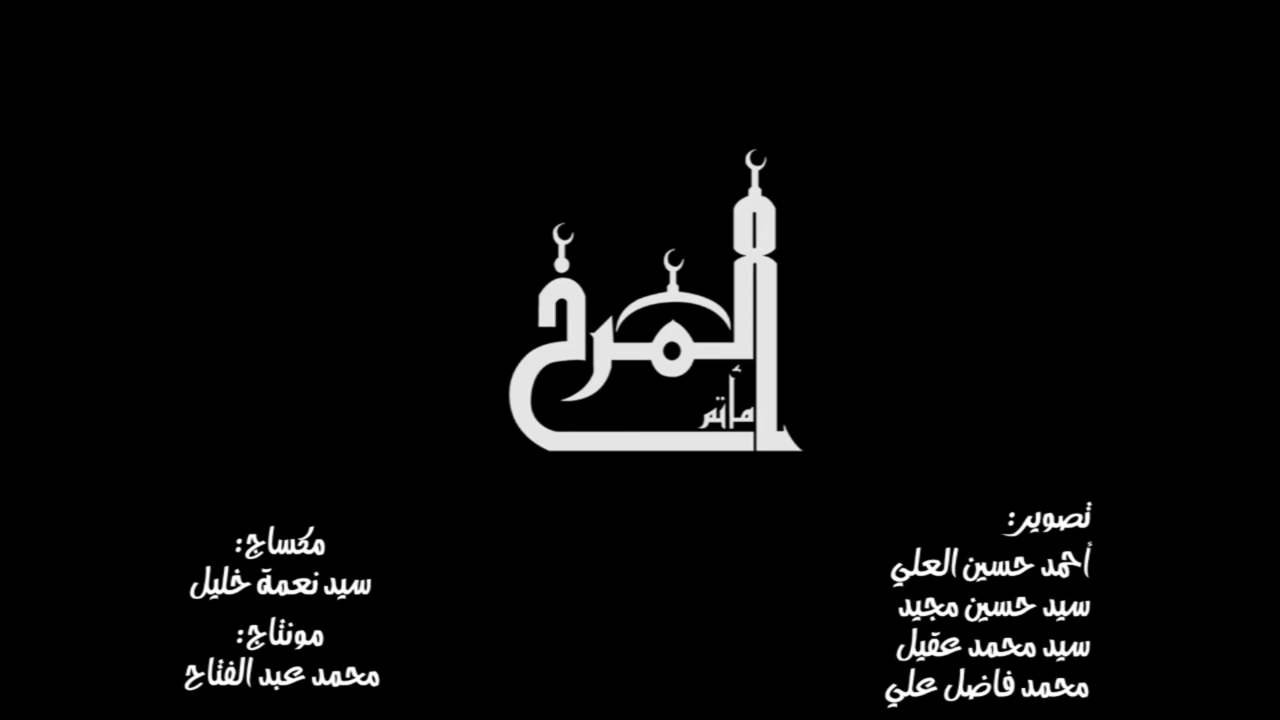 مأتم
المرخ
تصوير:
أحمد حسين العلي
سيد حسين مجيد
سيد محمد عقيل
محمد فاضل علي
مكساج:
سيد نعمة خليل
مونتاج:
محمد عبد الفتاح